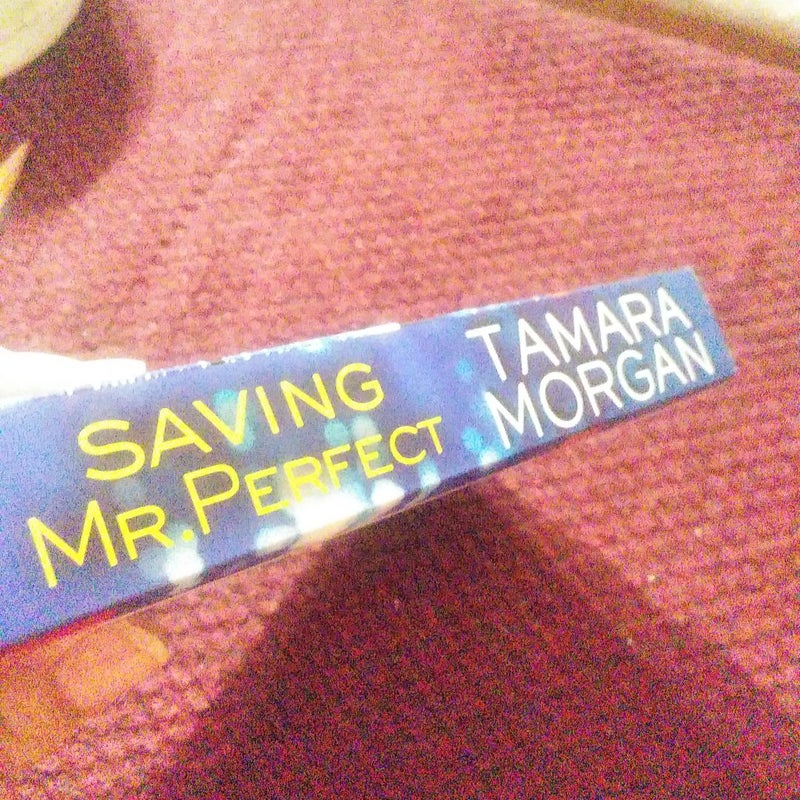 SAVING
MR. PERFECT
TAMARA
MORGAN